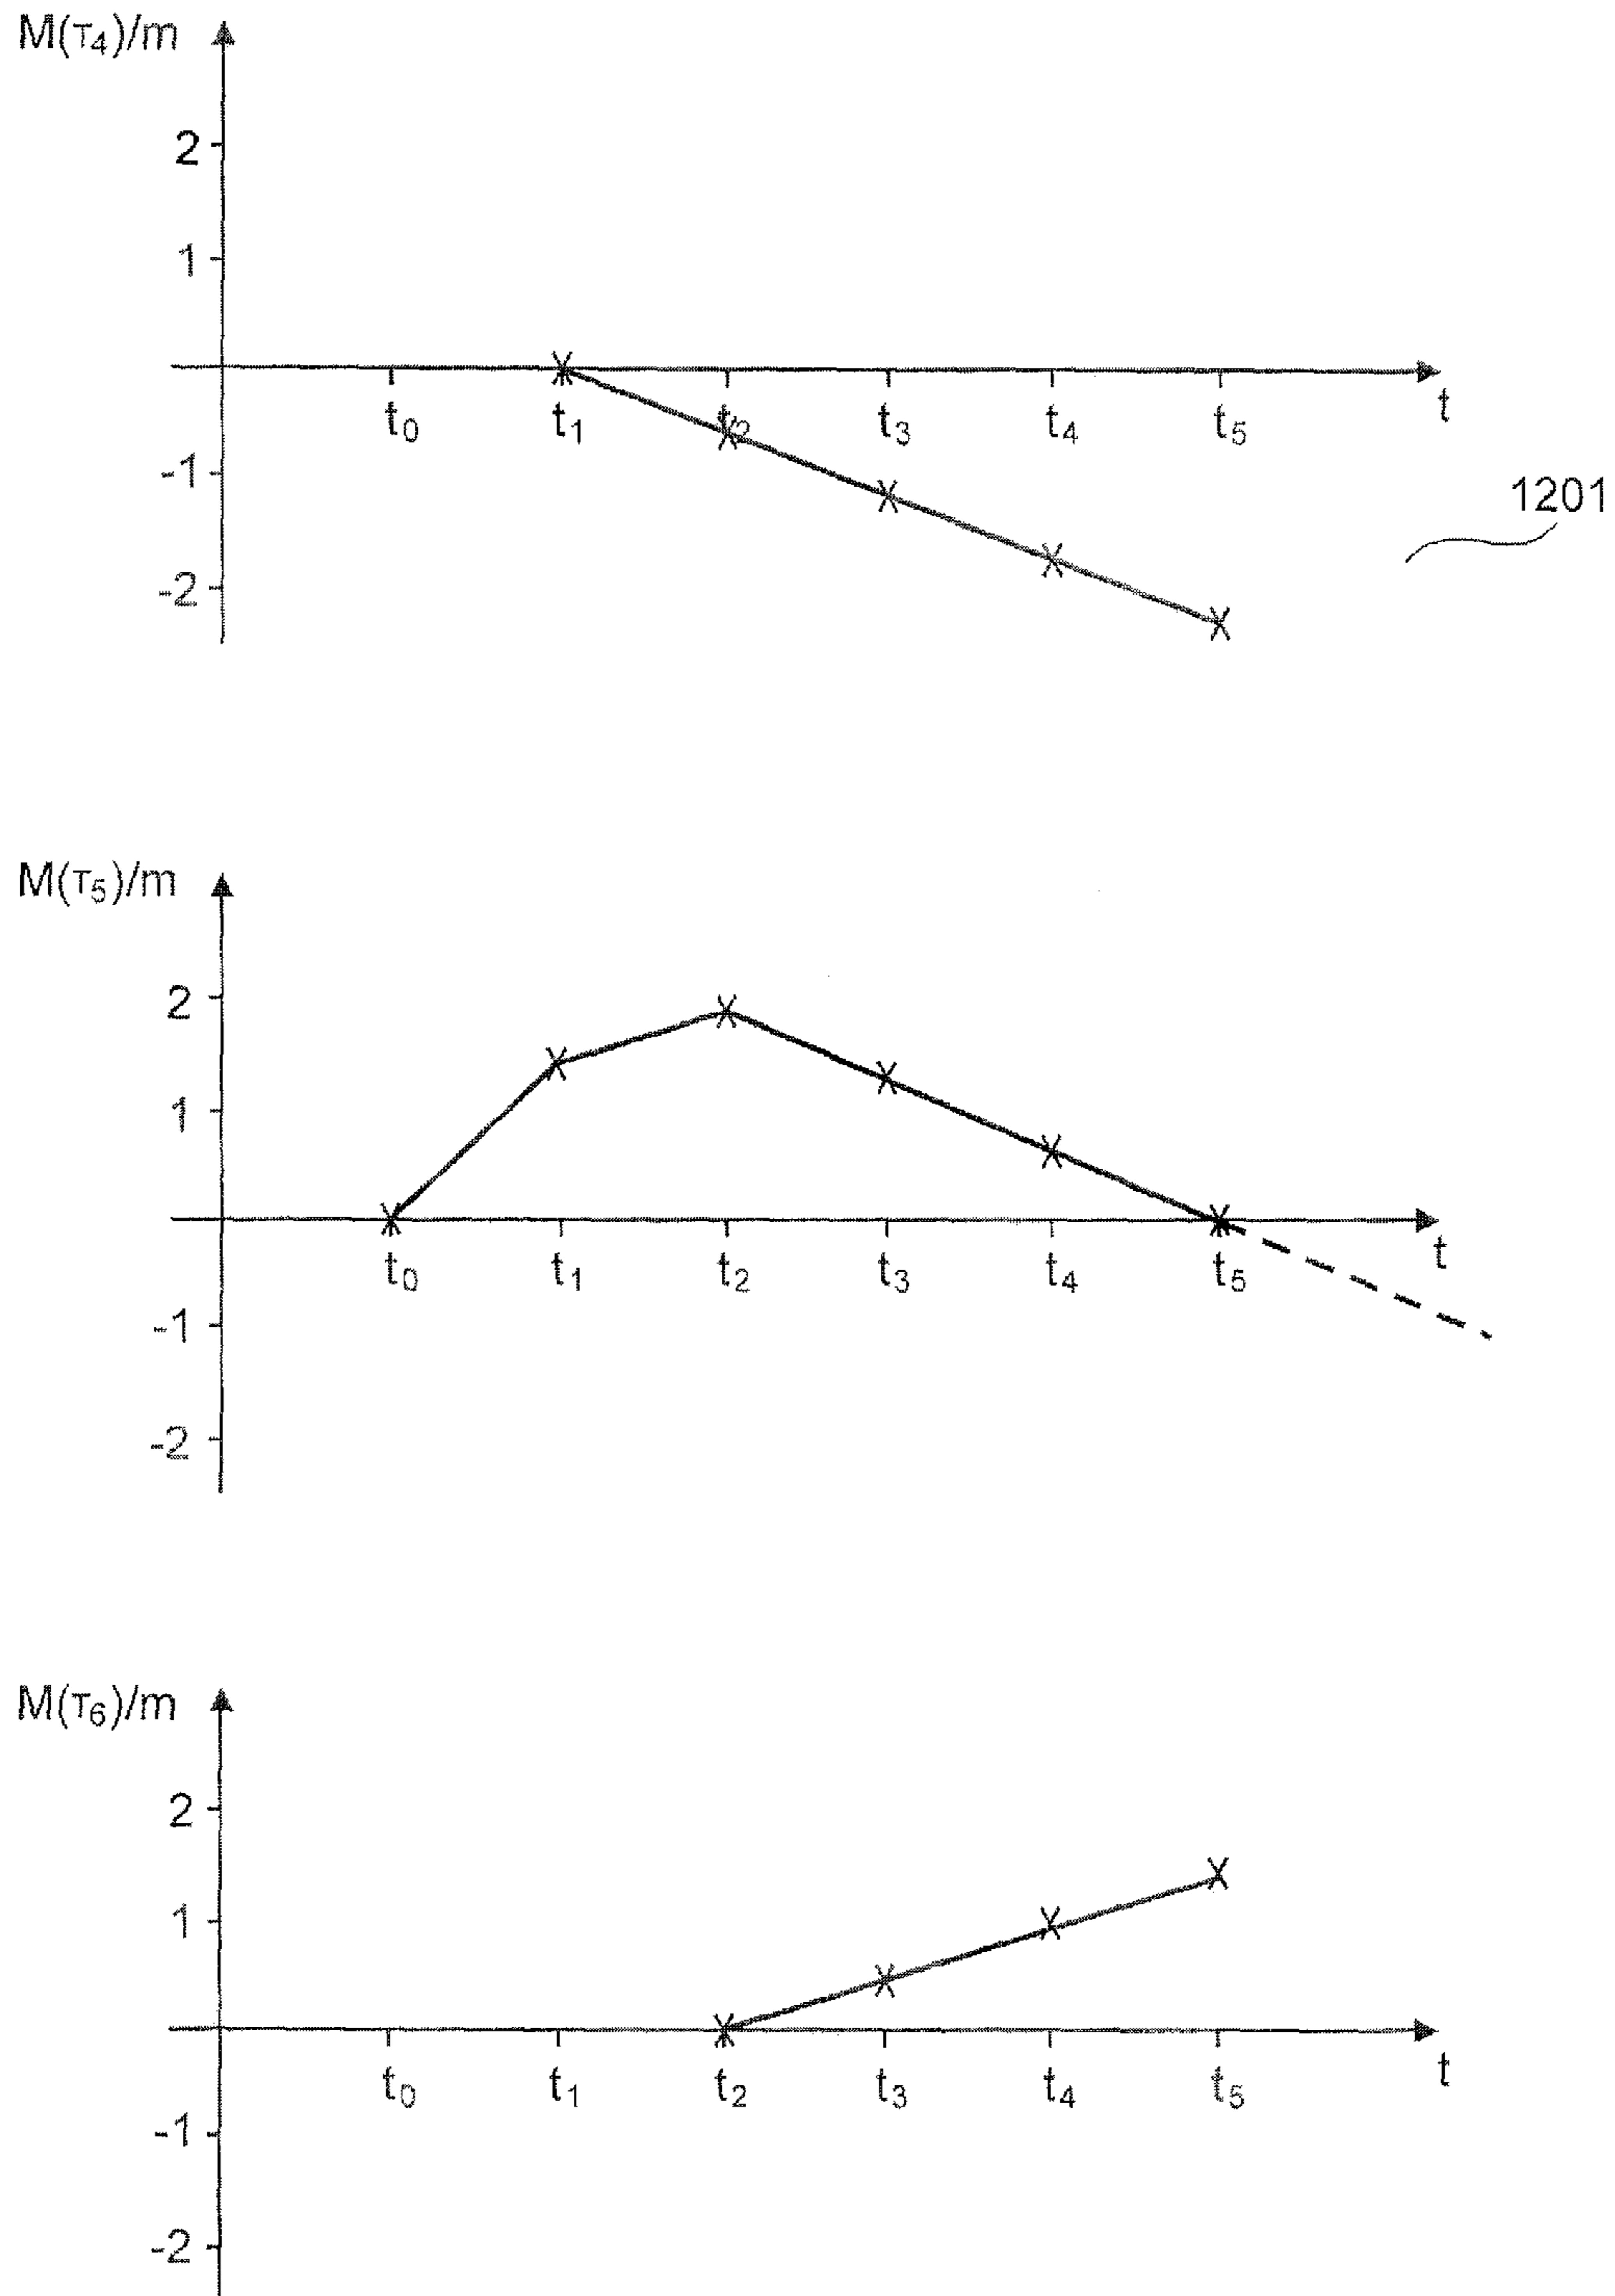 M(τ₄)/m
2
1
t₀ t₁ t₂ t₃ t₄ t₅ t
-1
1201
-2
M(τ₅)/m
2
1
t₀ t₁ t₂ t₃ t₄ t₅ t
-1
-2
M(τ₆)/m
2
1
t₀ t₁ t₂ t₃ t₄ t₅ t
-1
-2